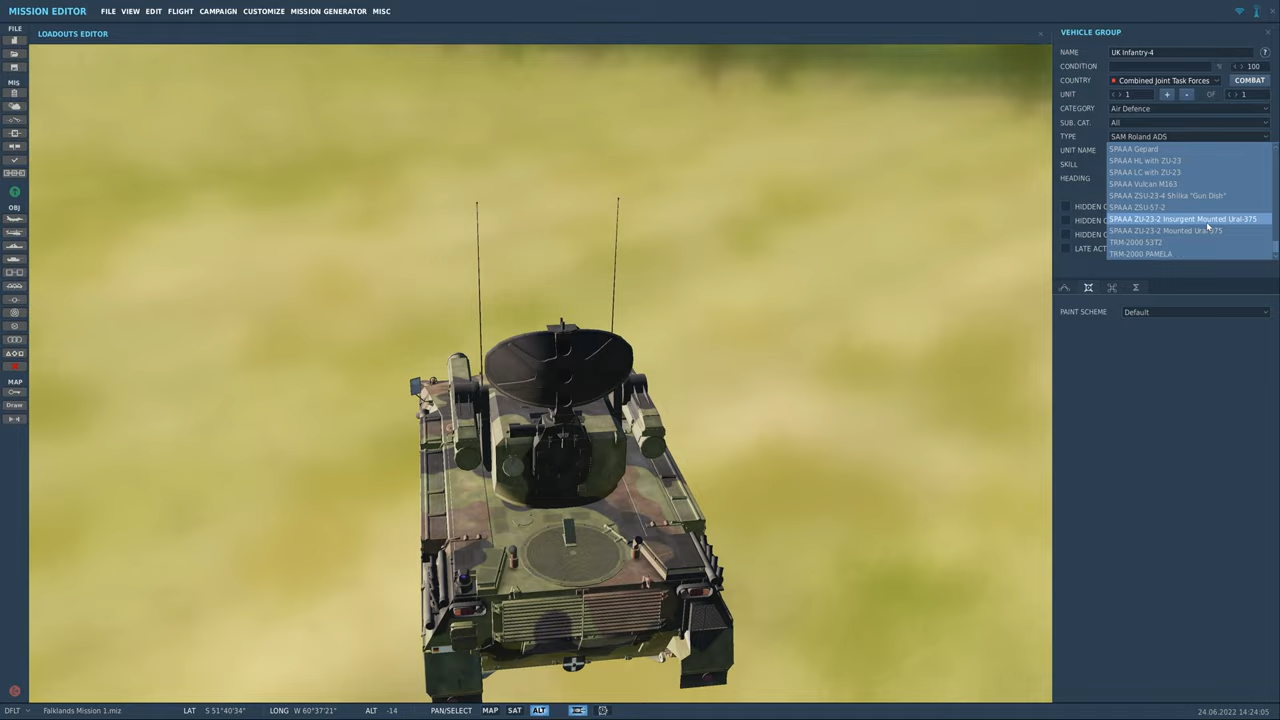 MISSION EDITOR FILE VIEW EDIT FLIGHT CAMPAIGN CUSTOMIZE MISSION GENERATOR MISC
FILE
MIS
OBJ
MAP
Draw
LOADOUTS EDITOR
VEHICLE GROUP
NAME UK Infantry-4 ?
CONDITION % < > 100
COUNTRY Combined Joint Task Forces COMBAT
UNIT < > 1 + - OF < > 1
CATEGORY Air Defence
SUB. CAT. All
TYPE SAM Roland ADS
UNIT NAME
SKILL
HEADING
HIDDEN O
HIDDEN O
HIDDEN O
LATE ACT
SPAAA Gepard
SPAAA HL with ZU-23
SPAAA LC with ZU-23
SPAAA Vulcan M163
SPAAA ZSU-23-4 Shilka "Gun Dish"
SPAAA ZSU-57-2
SPAAA ZU-23-2 Insurgent Mounted Ural-375
SPAAA ZU-23-2 Mounted Ural-375
TRM-2000 53T2
TRM-2000 PAMELA
PAINT SCHEME Default
DFLT Falklands Mission 1.miz LAT S 51°40'34" LONG W 60°37'21" ALT -14 PAN/SELECT MAP SAT ALT 24.06.2022 14:24:05